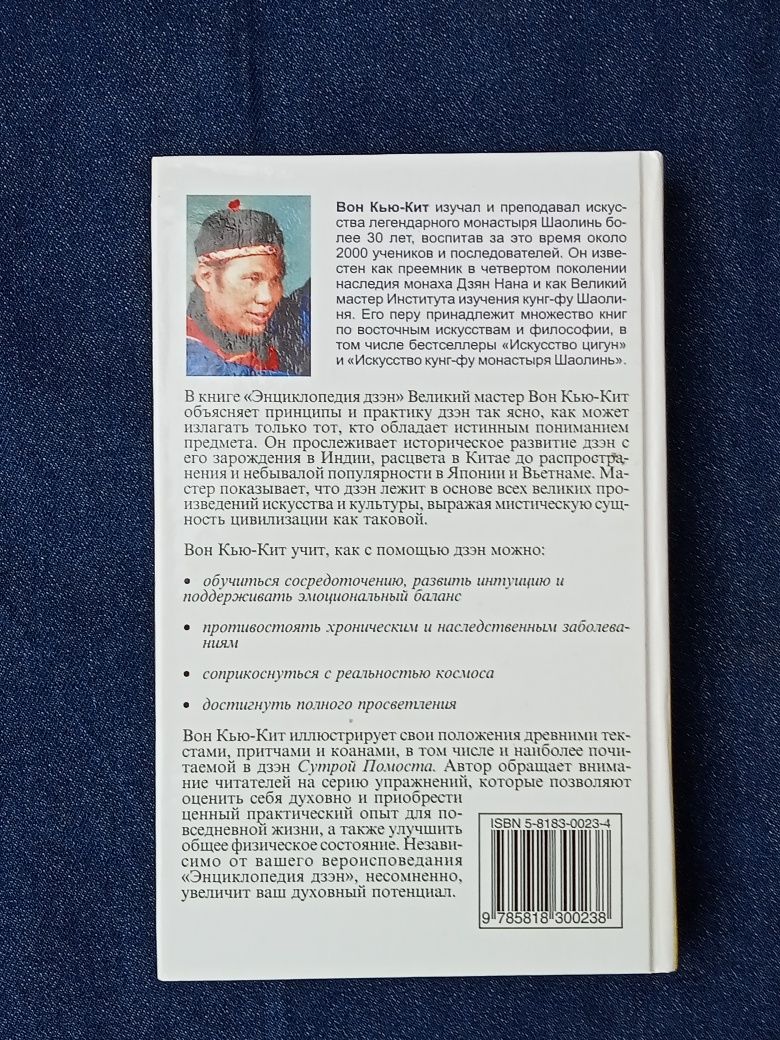 Вон Кью-Кит изучал и преподавал искус-
ства легендарного монастыря Шаолинь бо-
лее 30 лет, воспитав за это время около
2000 учеников и последователей. Он изве-
стен как преемник в четвертом поколении
наследия монаха Дзян Нана и как Великий
мастер Института изучения кунг-фу Шаоли-
ня. Его перу принадлежит множество книг
по восточным искусствам и философии, в
том числе бестселлеры «Искусство цигун»
и «Искусство кунг-фу монастыря Шаолинь».
В книге «Энциклопедия дзэн» Великий мастер Вон Кью-Кит
объясняет принципы и практику дзэн так ясно, как может
излагать только тот, кто обладает истинным пониманием
предмета. Он прослеживает историческое развитие дзэн с
его зарождения в Индии, расцвета в Китае до распростра-
нения и небывалой популярности в Японии и Вьетнаме. Ма-
стер показывает, что дзэн лежит в основе всех великих про-
изведений искусства и культуры, выражая мистическую сущ-
ность цивилизации как таковой.
Вон Кью-Кит учит, как с помощью дзэн можно:
• обучиться сосредоточению, развить интуицию и
поддерживать эмоциональный баланс
• противостоять хроническим и наследственным заболева-
ниям
• соприкоснуться с реальностью космоса
• достигнуть полного просветления
Вон Кью-Кит иллюстрирует свои положения древними тек-
стами, притчами и коанами, в том числе и наиболее почи-
таемой в дзэн Сутрой Помоста. Автор обращает внима-
ние читателей на серию упражнений, которые позволяют
оценить себя духовно и приобрести
ценный практический опыт для по-
вседневной жизни, а также улучшить
общее физическое состояние. Незави-
симо от вашего вероисповедания
«Энциклопедия дзэн», несомненно,
увеличит ваш духовный потенциал.
ISBN 5-8183-0023-4
9 785818 300238